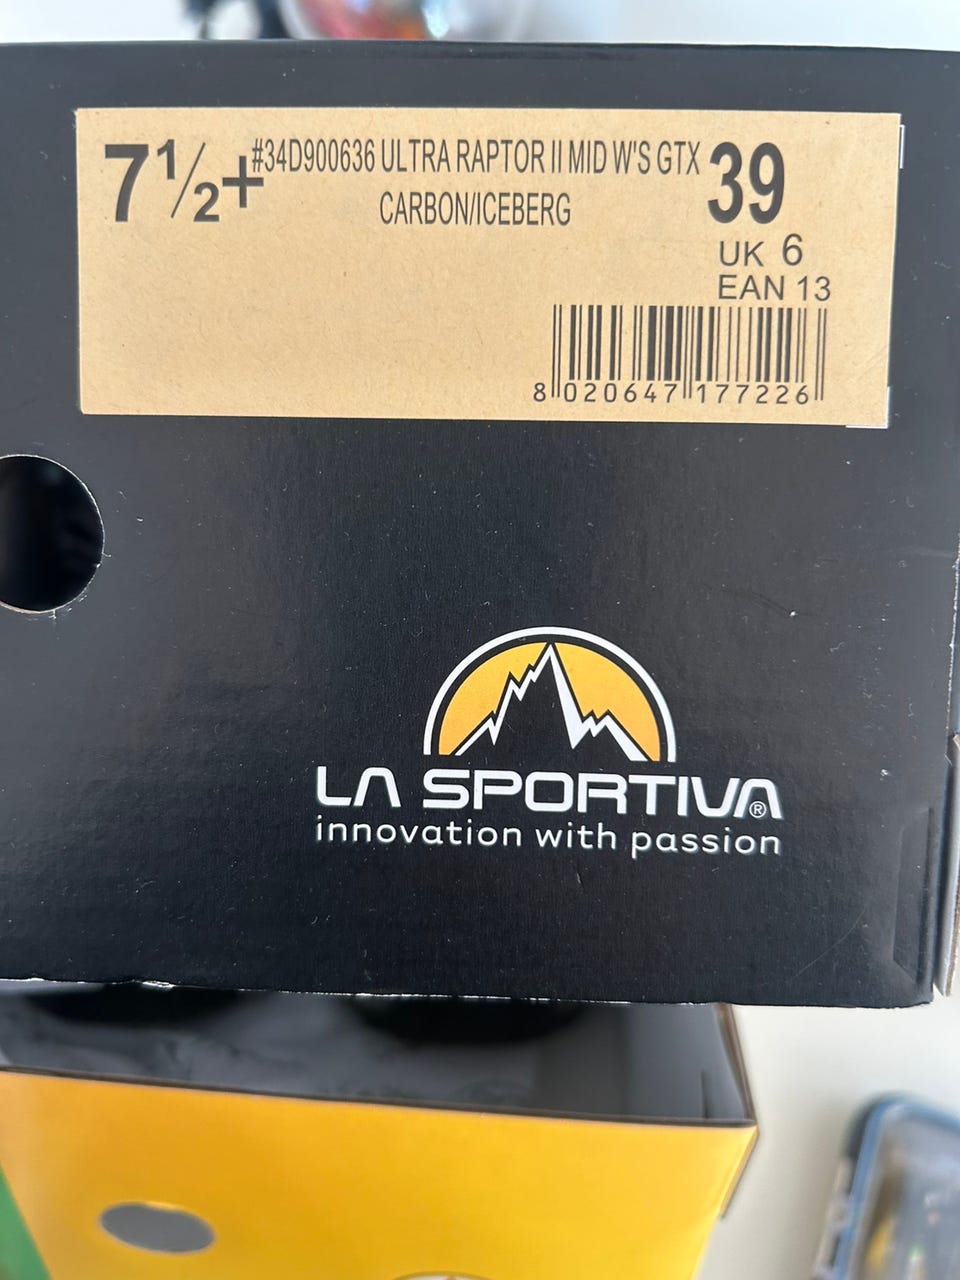 7½+ #34D900636 ULTRA RAPTOR II MID W'S GTX 39
CARBON/ICEBERG
UK 6
EAN 13
8 020647 177226
LA SPORTIVA®
innovation with passion